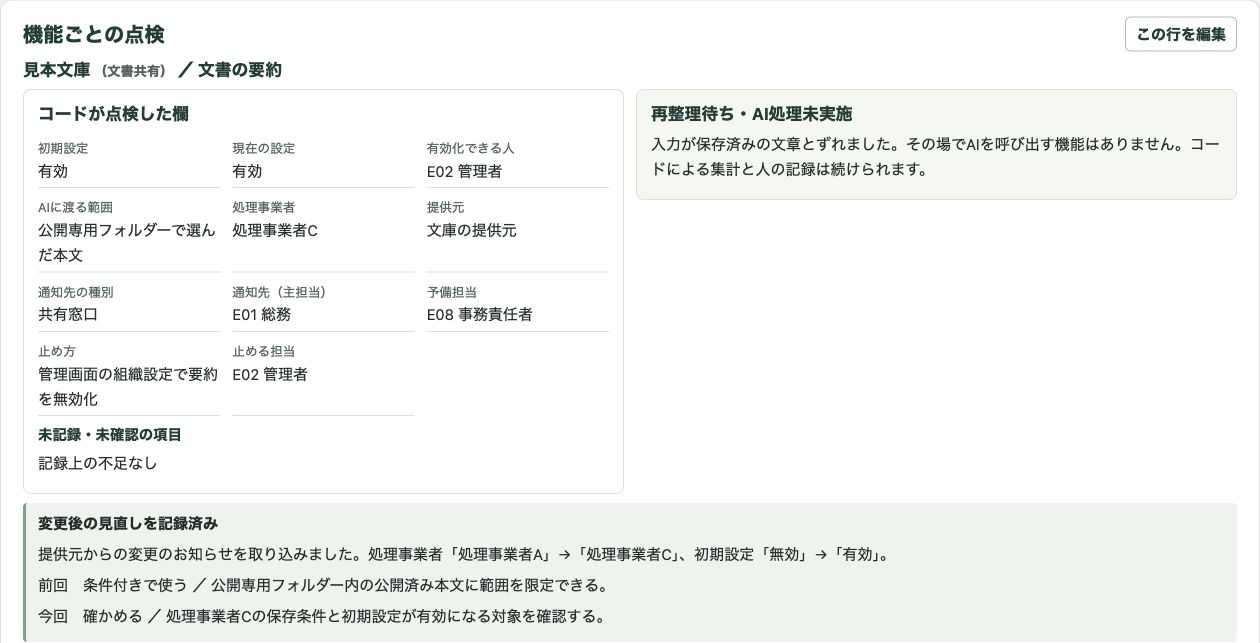 機能ごとの点検
この行を編集
見本文庫 (文書共有) ／文書の要約
コードが点検した欄
初期設定
有効
現在の設定
有効
有効化できる人
E02 管理者
AIに渡る範囲
公開専用フォルダーで選ん
だ本文
処理事業者
処理事業者C
提供元
文庫の提供元
通知先の種別
共有窓口
通知先（主担当）
E01 総務
予備担当
E08 事務責任者
止め方
管理画面の組織設定で要約
を無効化
止める担当
E02 管理者
未記録・未確認の項目
記録上の不足なし
再整理待ち・AI処理未実施
入力が保存済みの文章とずれました。その場でAIを呼び出す機能はありません。コー
ドによる集計と人の記録は続けられます。
変更後の見直しを記録済み
提供元からの変更のお知らせを取り込みました。処理事業者「処理事業者A」→「処理事業者C」、初期設定「無効」→「有効」。
前回　条件付きで使う ／ 公開専用フォルダー内の公開済み本文に範囲を限定できる。
今回　確かめる ／ 処理事業者Cの保存条件と初期設定が有効になる対象を確認する。